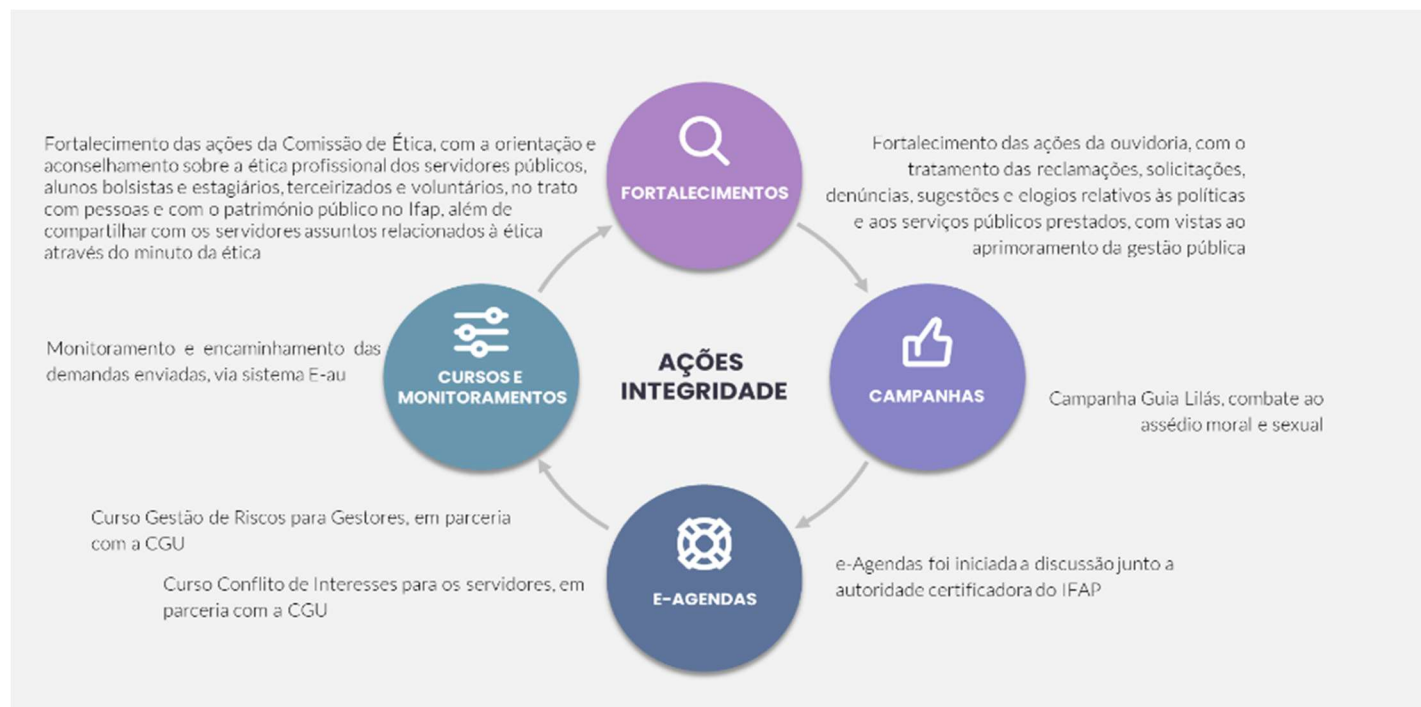 Fortalecimento das ações da Comissão de Ética, com a orientação e
aconselhamento sobre a ética profissional dos servidores públicos,
alunos bolsistas e estagiários, terceirizados e voluntários, no trato
com pessoas e com o património público no Ifap, além de
compartilhar com os servidores assuntos relacionados à ética
através do minuto da ética
FORTALECIMENTOS
Fortalecimento das ações da ouvidoria, com o
tratamento das reclamações, solicitações,
denúncias, sugestões e elogios relativos às políticas
e aos serviços públicos prestados, com vistas ao
aprimoramento da gestão pública
Monitoramento e encaminhamento das
demandas enviadas, via sistema E-au
CURSOS E
MONITORAMENTOS
AÇÕES
INTEGRIDADE
CAMPANHAS
Campanha Guia Lilás, combate ao
assédio moral e sexual
Curso Gestão de Riscos para Gestores, em parceria
com a CGU
Curso Conflito de Interesses para os servidores, em
parceria com a CGU
E-AGENDAS
e-Agendas foi iniciada a discussão junto a
autoridade certificadora do IFAP